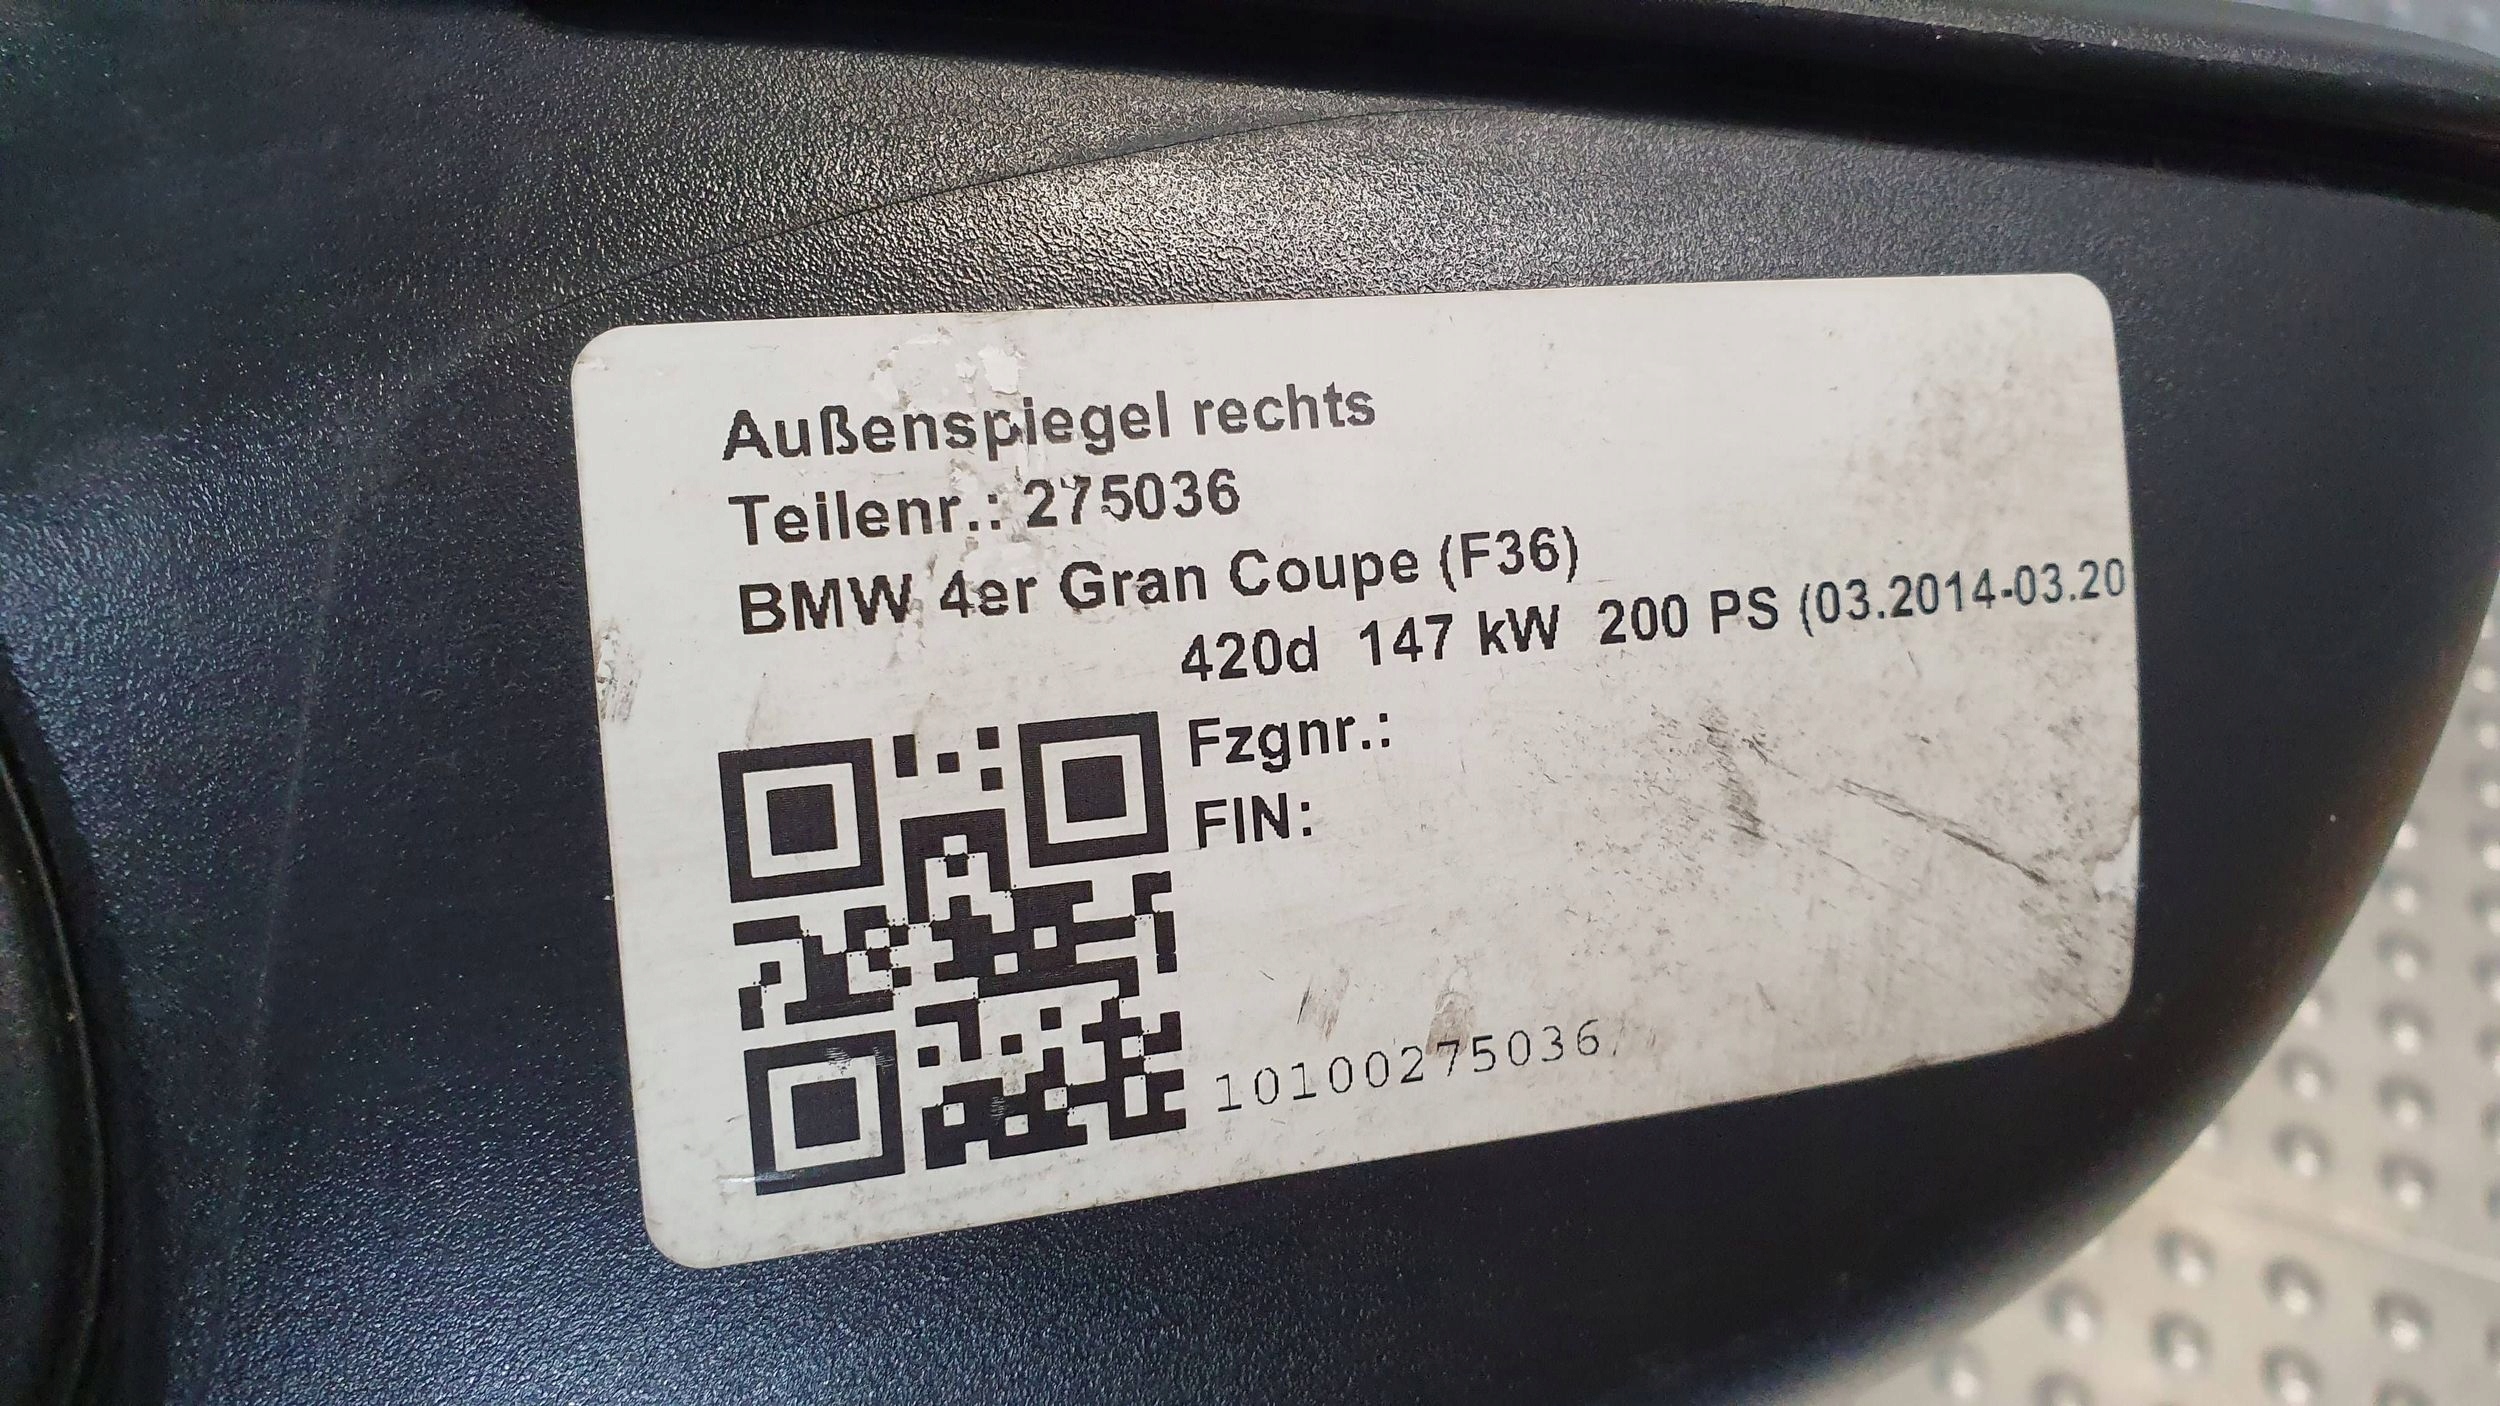 Außenspiegel rechts
Teilenr.: 275036
BMW 4er Gran Coupe (F36)
420d 147 kW 200 PS (03.2014-03.20
Fzgnr.:
FIN:
10100275036